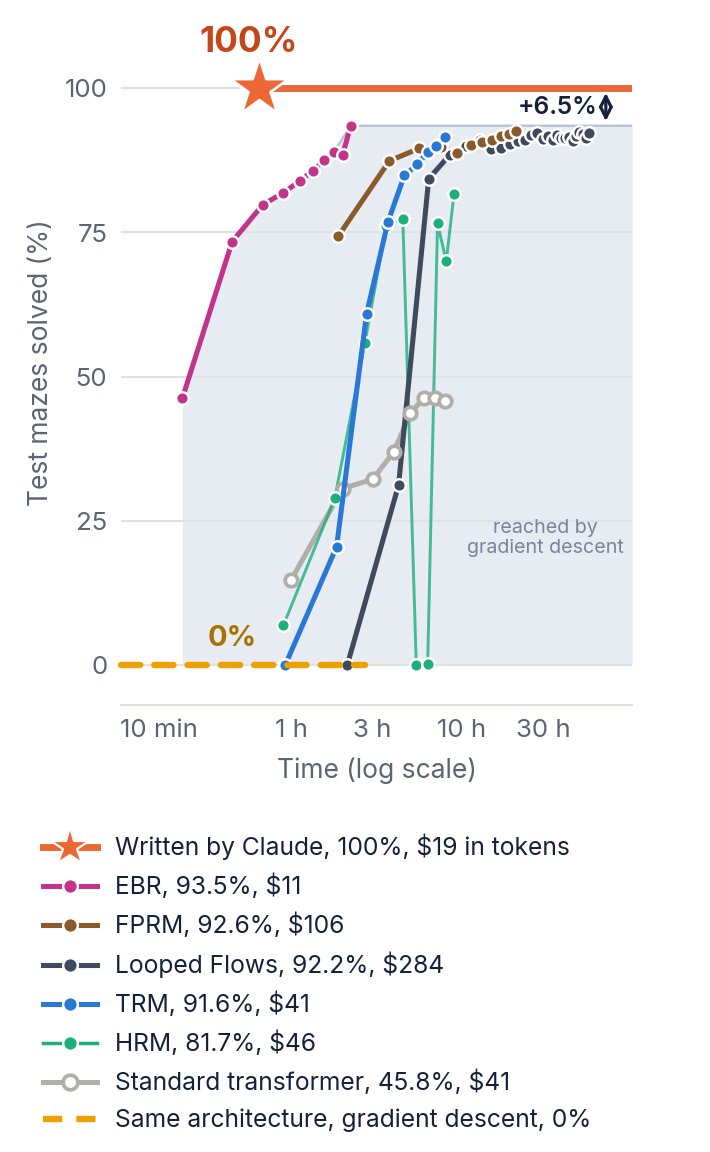 100%
100
+6.5%
75
50
25
reached by
gradient descent
0%
0
Test mazes solved (%)
10 min 1 h 3 h 10 h 30 h
Time (log scale)
Written by Claude, 100%, $19 in tokens
EBR, 93.5%, $11
FPRM, 92.6%, $106
Looped Flows, 92.2%, $284
TRM, 91.6%, $41
HRM, 81.7%, $46
Standard transformer, 45.8%, $41
Same architecture, gradient descent, 0%